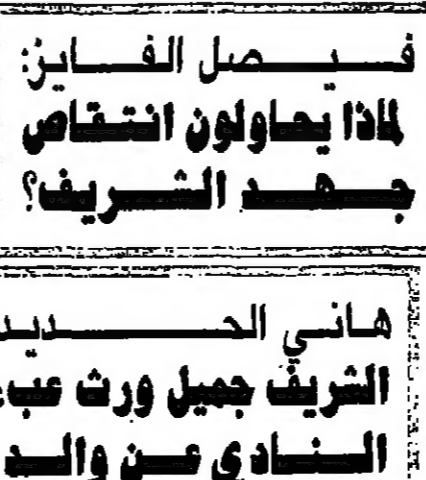 فيصل الفايز:
لماذا يحاولون انتقاص
جهد الشريف؟
هاني الحديد
الشريف جميل ورث عبء
النادي عن والد